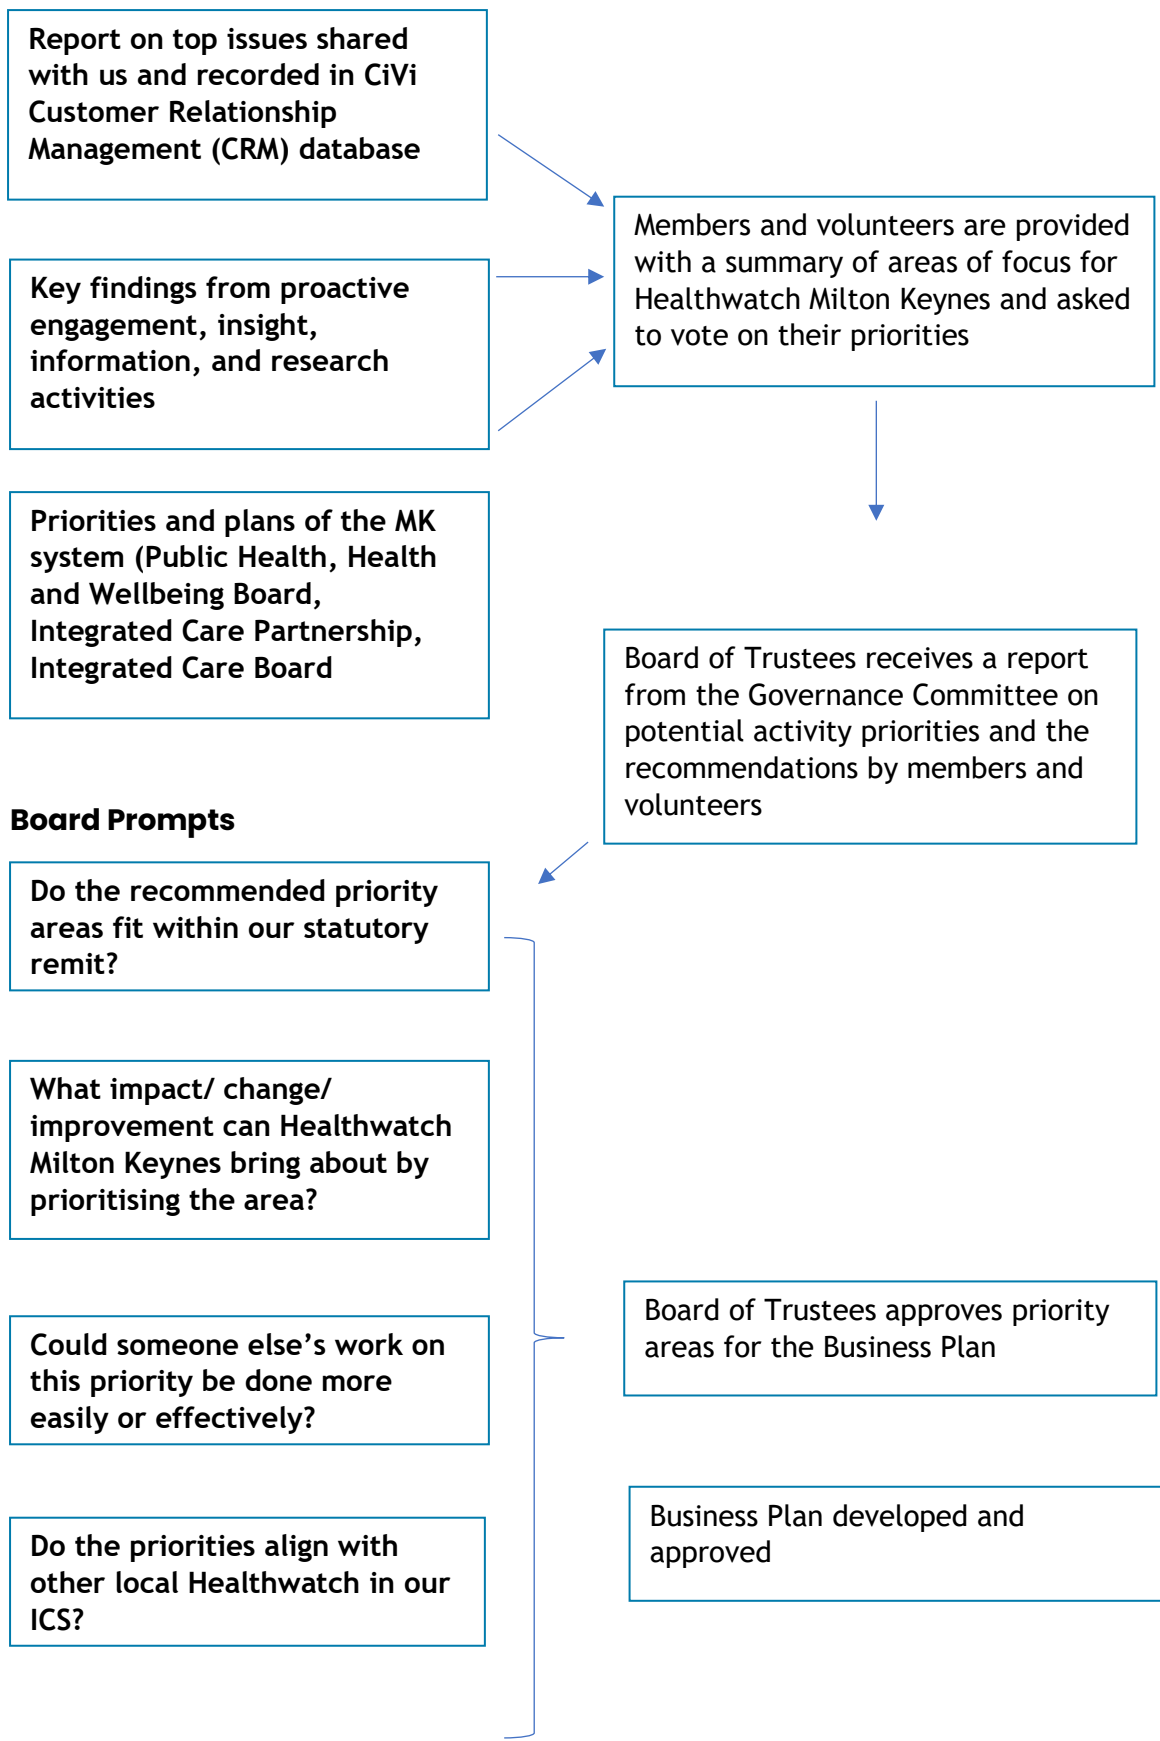 Report on top issues shared
with us and recorded in CiVi
Customer Relationship
Management (CRM) database
Key findings from proactive
engagement, insight,
information, and research
activities
Priorities and plans of the MK
system (Public Health, Health
and Wellbeing Board,
Integrated Care Partnership,
Integrated Care Board
Members and volunteers are provided
with a summary of areas of focus for
Healthwatch Milton Keynes and asked
to vote on their priorities
Board of Trustees receives a report
from the Governance Committee on
potential activity priorities and the
recommendations by members and
volunteers
Board Prompts
Do the recommended priority
areas fit within our statutory
remit?
What impact/ change/
improvement can Healthwatch
Milton Keynes bring about by
prioritising the area?
Could someone else’s work on
this priority be done more
easily or effectively?
Do the priorities align with
other local Healthwatch in our
ICS?
Board of Trustees approves priority
areas for the Business Plan
Business Plan developed and
approved